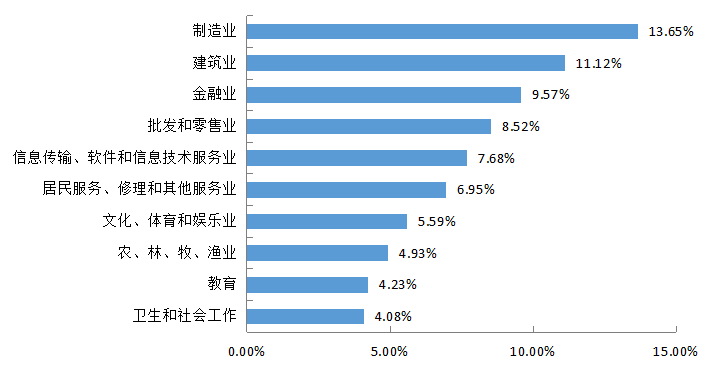 制造业 13.65%
建筑业 11.12%
金融业 9.57%
批发和零售业 8.52%
信息传输、软件和信息技术服务业 7.68%
居民服务、修理和其他服务业 6.95%
文化、体育和娱乐业 5.59%
农、林、牧、渔业 4.93%
教育 4.23%
卫生和社会工作 4.08%
0.00% 5.00% 10.00% 15.00%